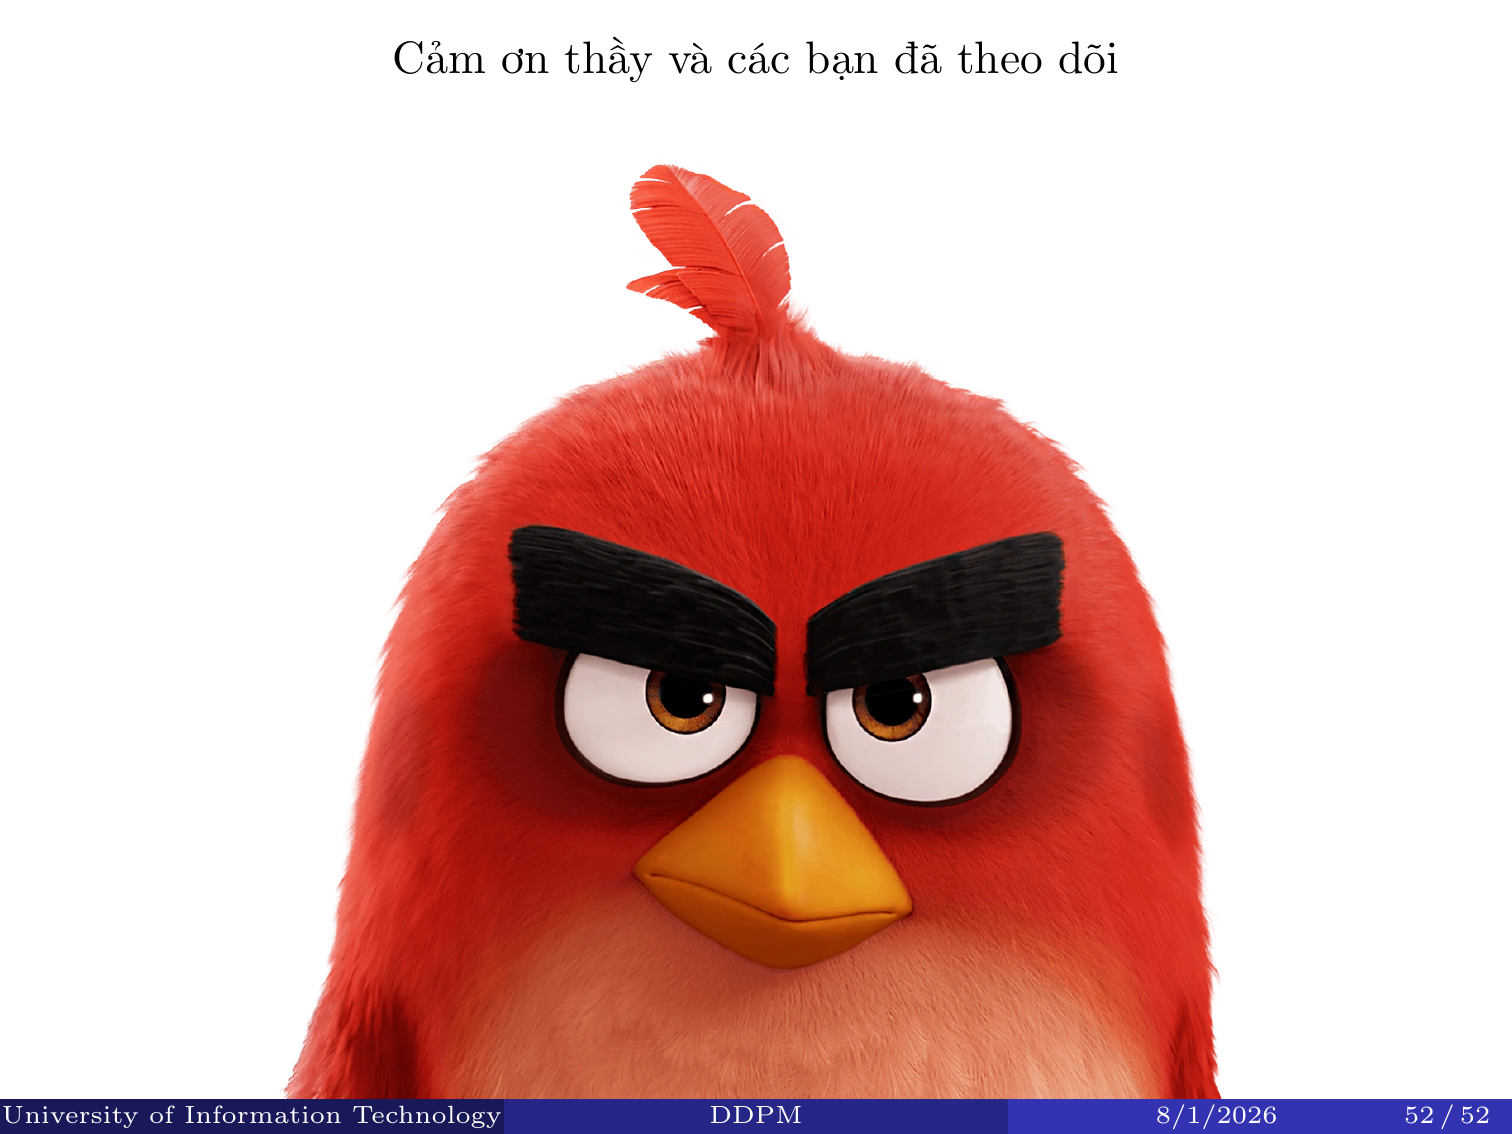 Cảm ơn thầy và các bạn đã theo dõi
University of Information Technology DDPM 8/1/2026 52 / 52